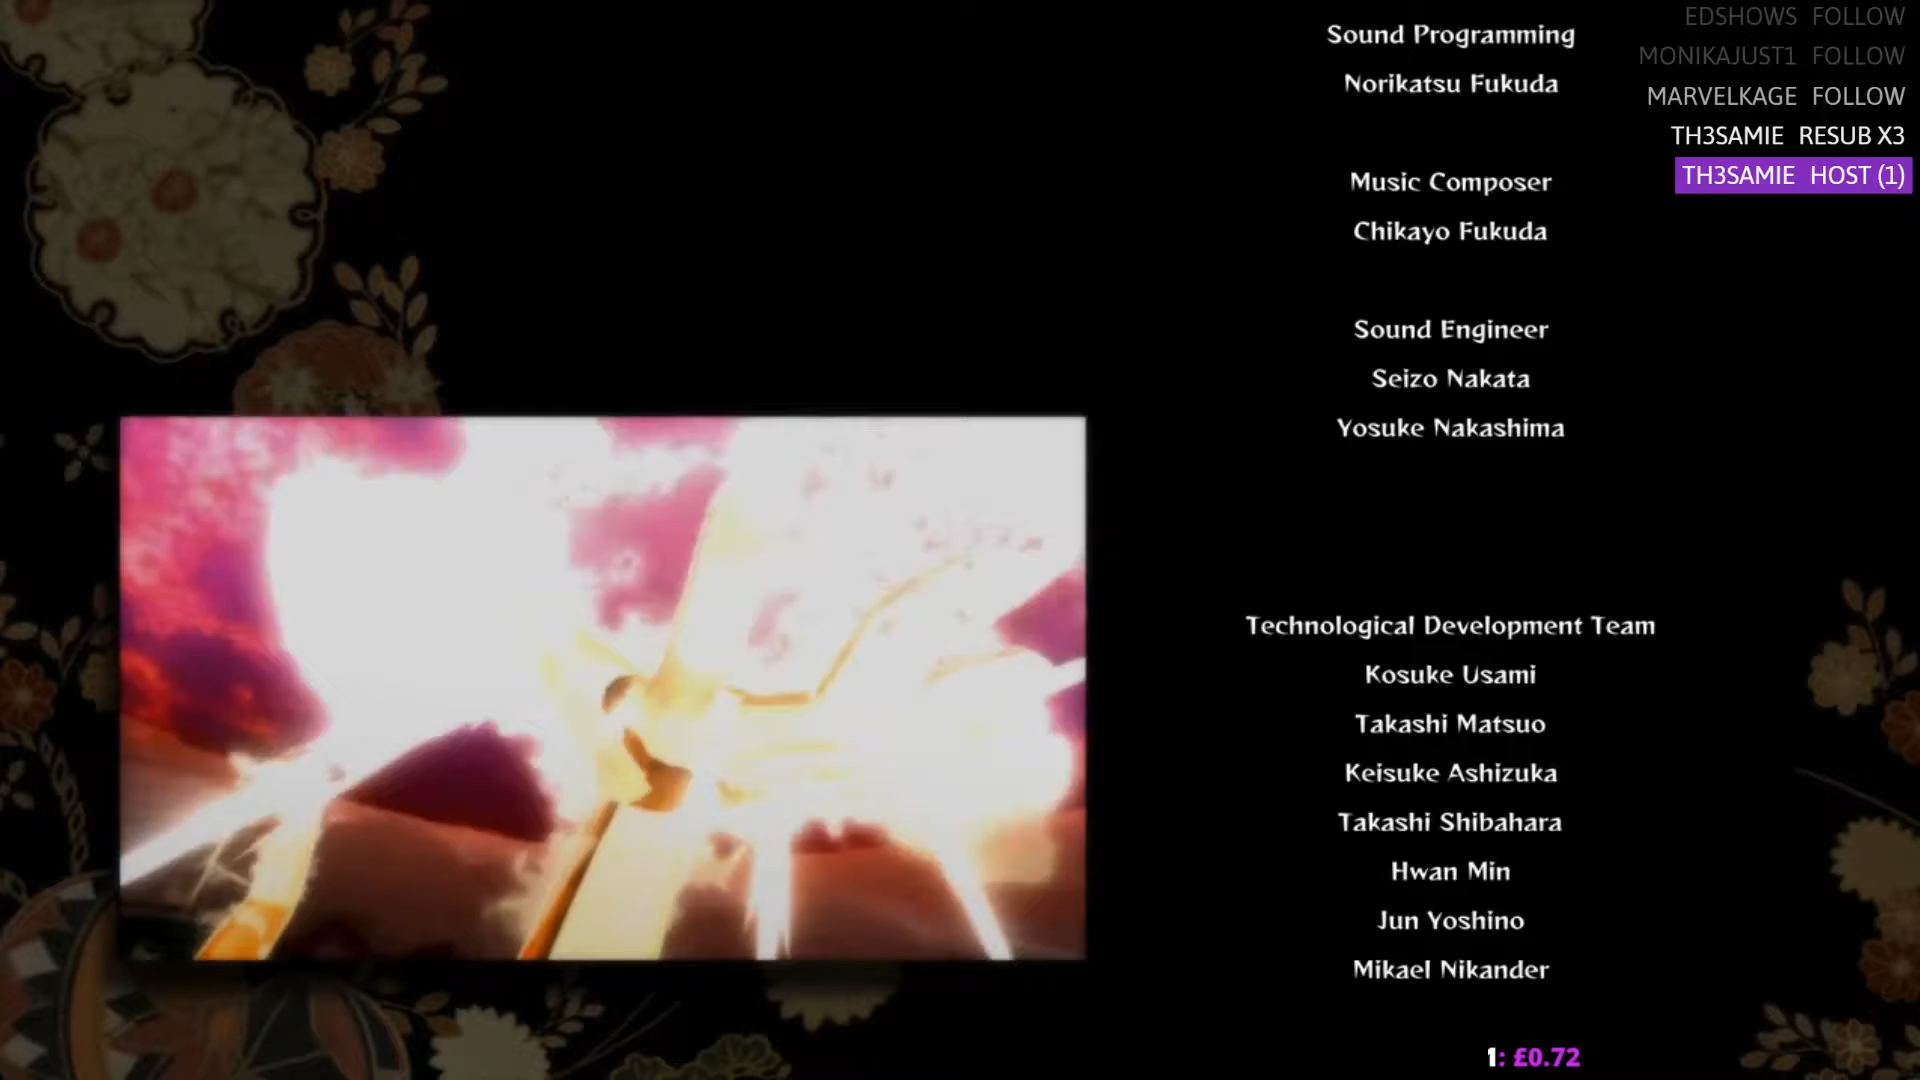 Sound Programming
Norikatsu Fukuda
Music Composer
Chikayo Fukuda
Sound Engineer
Seizo Nakata
Yosuke Nakashima
Technological Development Team
Kosuke Usami
Takashi Matsuo
Keisuke Ashizuka
Takashi Shibahara
Hwan Min
Jun Yoshino
Mikael Nikander
EDSHOWS FOLLOW
MONIKAJUST1 FOLLOW
MARVELKAGE FOLLOW
TH3SAMIE RESUB X3
TH3SAMIE HOST (1)
1: £0.72